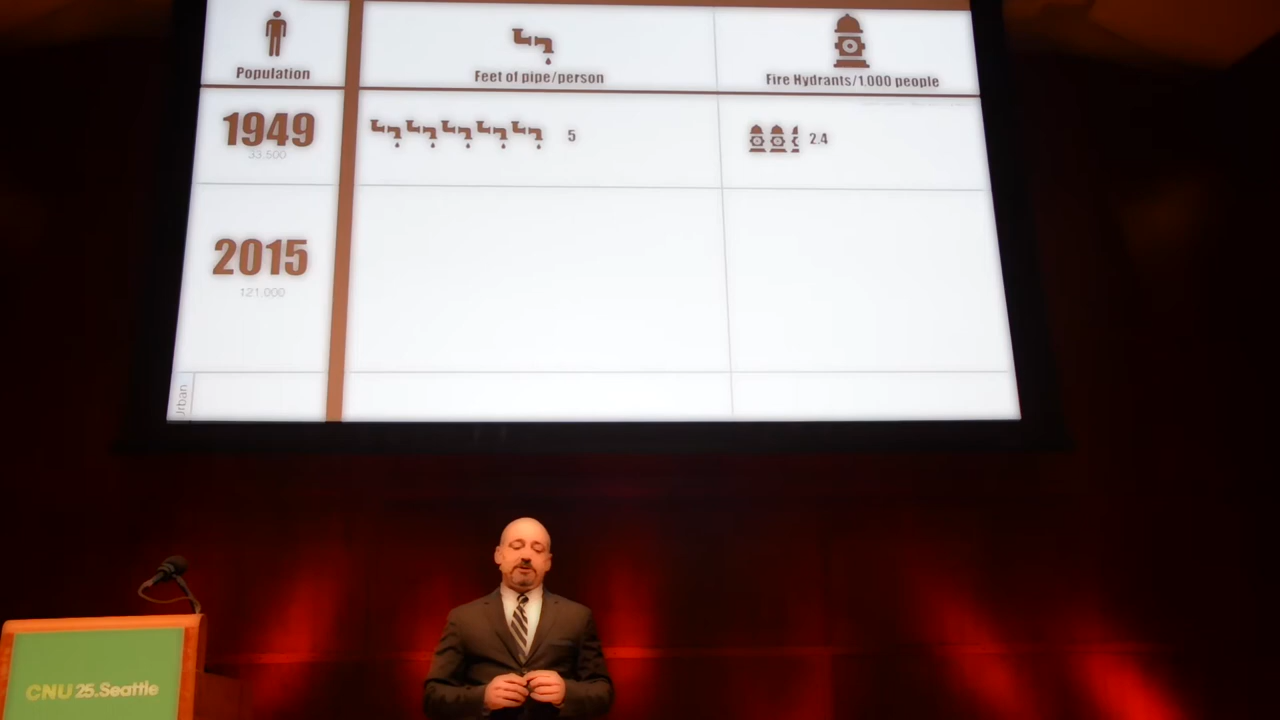 Population
Feet of pipe/person
Fire Hydrants/1,000 people
1949
33,500
5
2.4
2015
121,000
Urban
CNU 25.Seattle